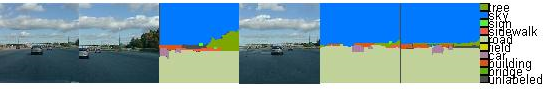 tree
sky
sign
sidewalk
road
field
car
building
bridge
unlabeled